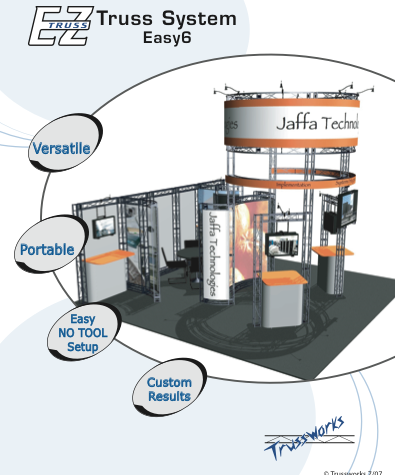 EZ
TRUSS
Truss System
Easy6
Jaffa Technolo
Versatile
Jaffa Technologies
Portable
Easy
NO TOOL
Setup
Custom
Results
Trussworks
© Trussworks 2/07